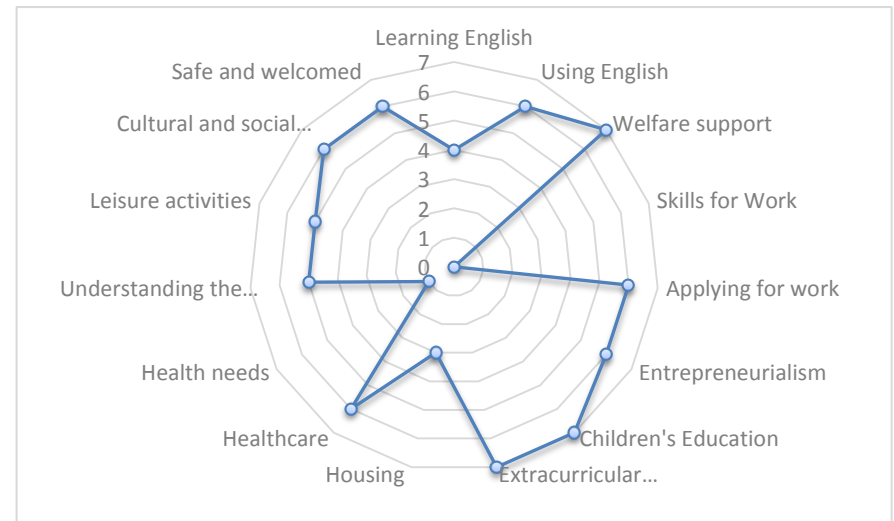 Learning English
Using English
Welfare support
Skills for Work
Applying for work
Entrepreneurialism
Children's Education
Extracurricular...
Housing
Healthcare
Health needs
Understanding the...
Leisure activities
Cultural and social...
Safe and welcomed
7
6
5
4
3
2
1
0